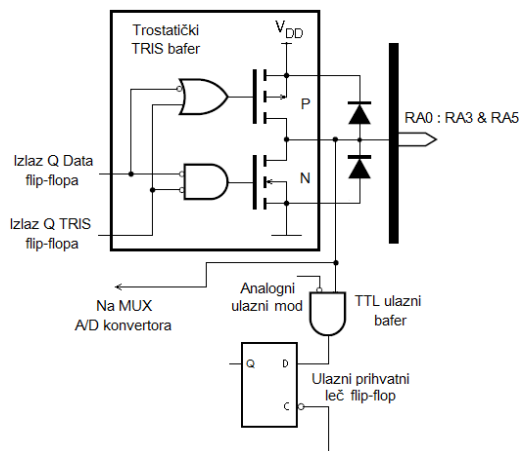 Trostatički
TRIS bafer
VDD
P
RA0 : RA3 & RA5
Izlaz Q Data
flip-flopa
N
Izlaz Q TRIS
flip-flopa
Na MUX
A/D konvertora
Analogni
ulazni mod
TTL ulazni
bafer
Q
D
C
Ulazni prihvatni
leč flip-flop